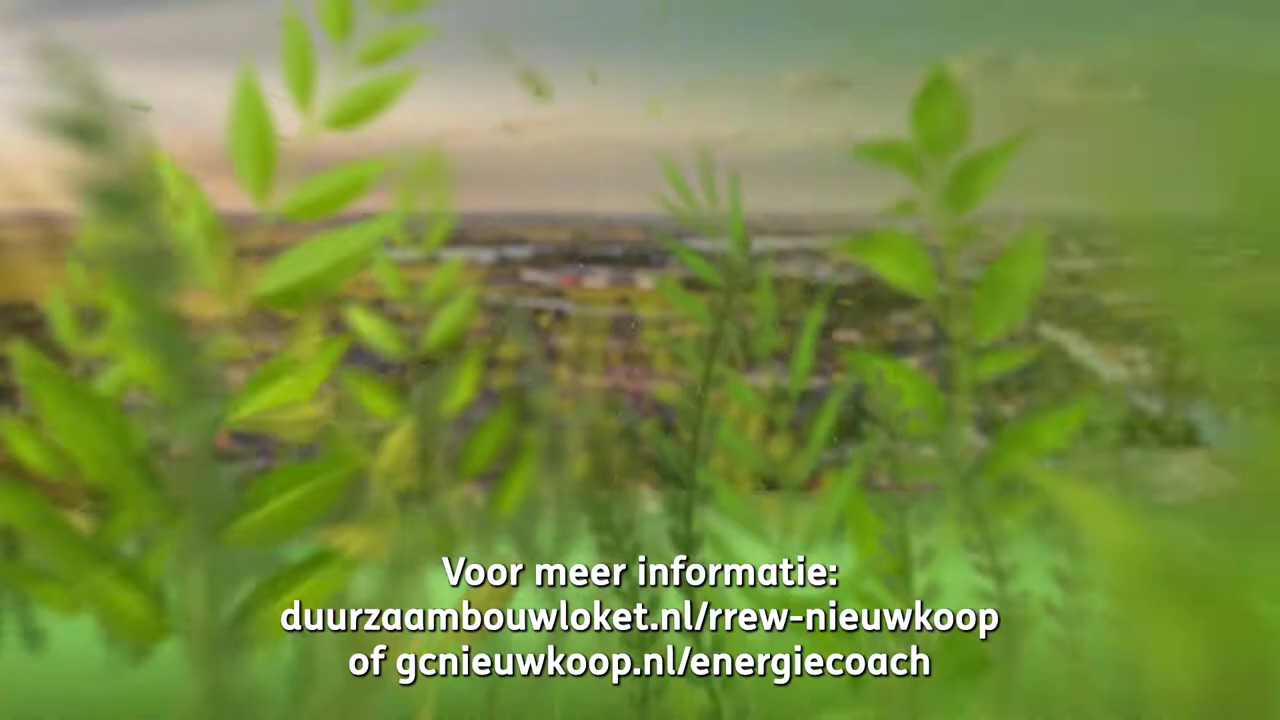 Voor meer informatie:
duurzaambouwloket.nl/rrew-nieuwkoop
of gcnieuwkoop.nl/energiecoach